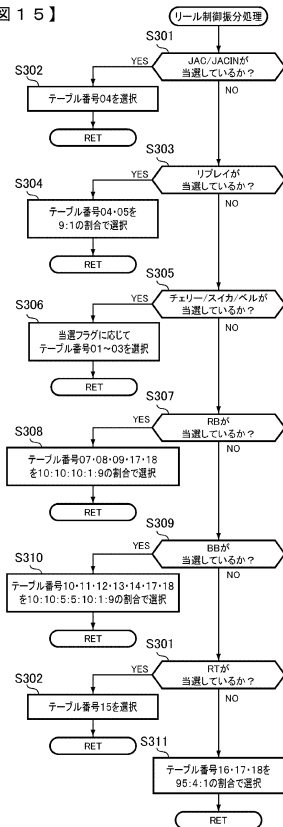 図15】
リール制御振分処理
S301
JAC/JACINが
当選しているか？
YES
NO
S302
テーブル番号04を選択
RET
S303
リプレイが
当選しているか？
YES
NO
S304
テーブル番号04・05を
9:1の割合で選択
RET
S305
チェリー/スイカ/ベルが
当選しているか？
YES
NO
S306
当選フラグに応じて
テーブル番号01～03を選択
RET
S307
RBが
当選しているか？
YES
NO
S308
テーブル番号07・08・09・17・18
を10:10:10:1:9の割合で選択
RET
S309
BBが
当選しているか？
YES
NO
S310
テーブル番号10・11・12・13・14・17・18
を10:10:5:5:10:1:9の割合で選択
RET
S301
RTが
当選しているか？
YES
NO
S302
テーブル番号15を選択
RET
S311
テーブル番号16・17・18を
95:4:1の割合で選択
RET